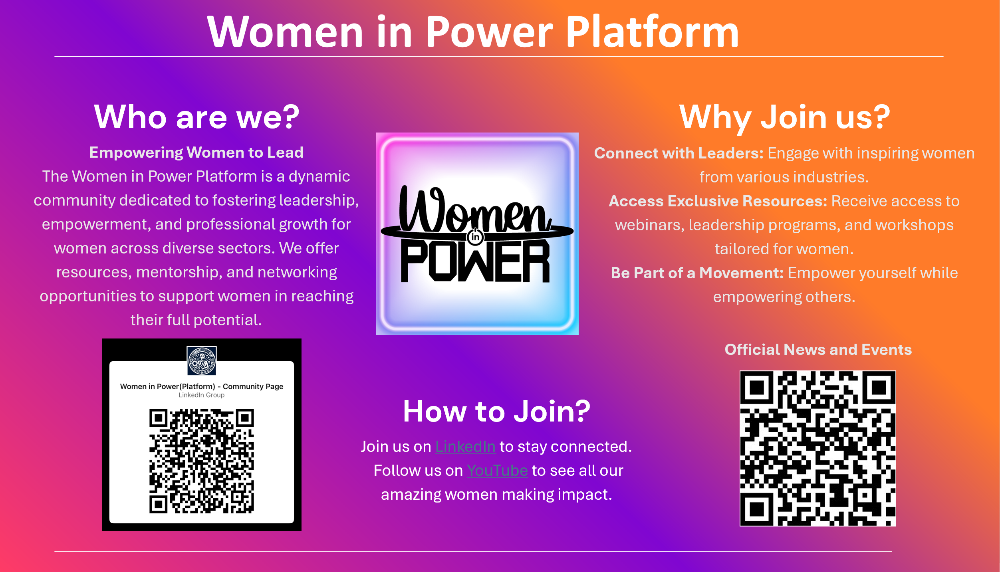 Women in Power Platform
Who are we?
Empowering Women to Lead
The Women in Power Platform is a dynamic
community dedicated to fostering leadership,
empowerment, and professional growth for
women across diverse sectors. We offer
resources, mentorship, and networking
opportunities to support women in reaching
their full potential.
Women in Power(Platform) - Community Page
LinkedIn Group
Women
in
POWER
How to Join?
Join us on LinkedIn to stay connected.
Follow us on YouTube to see all our
amazing women making impact.
Why Join us?
Connect with Leaders: Engage with inspiring women
from various industries.
Access Exclusive Resources: Receive access to
webinars, leadership programs, and workshops
tailored for women.
Be Part of a Movement: Empower yourself while
empowering others.
Official News and Events